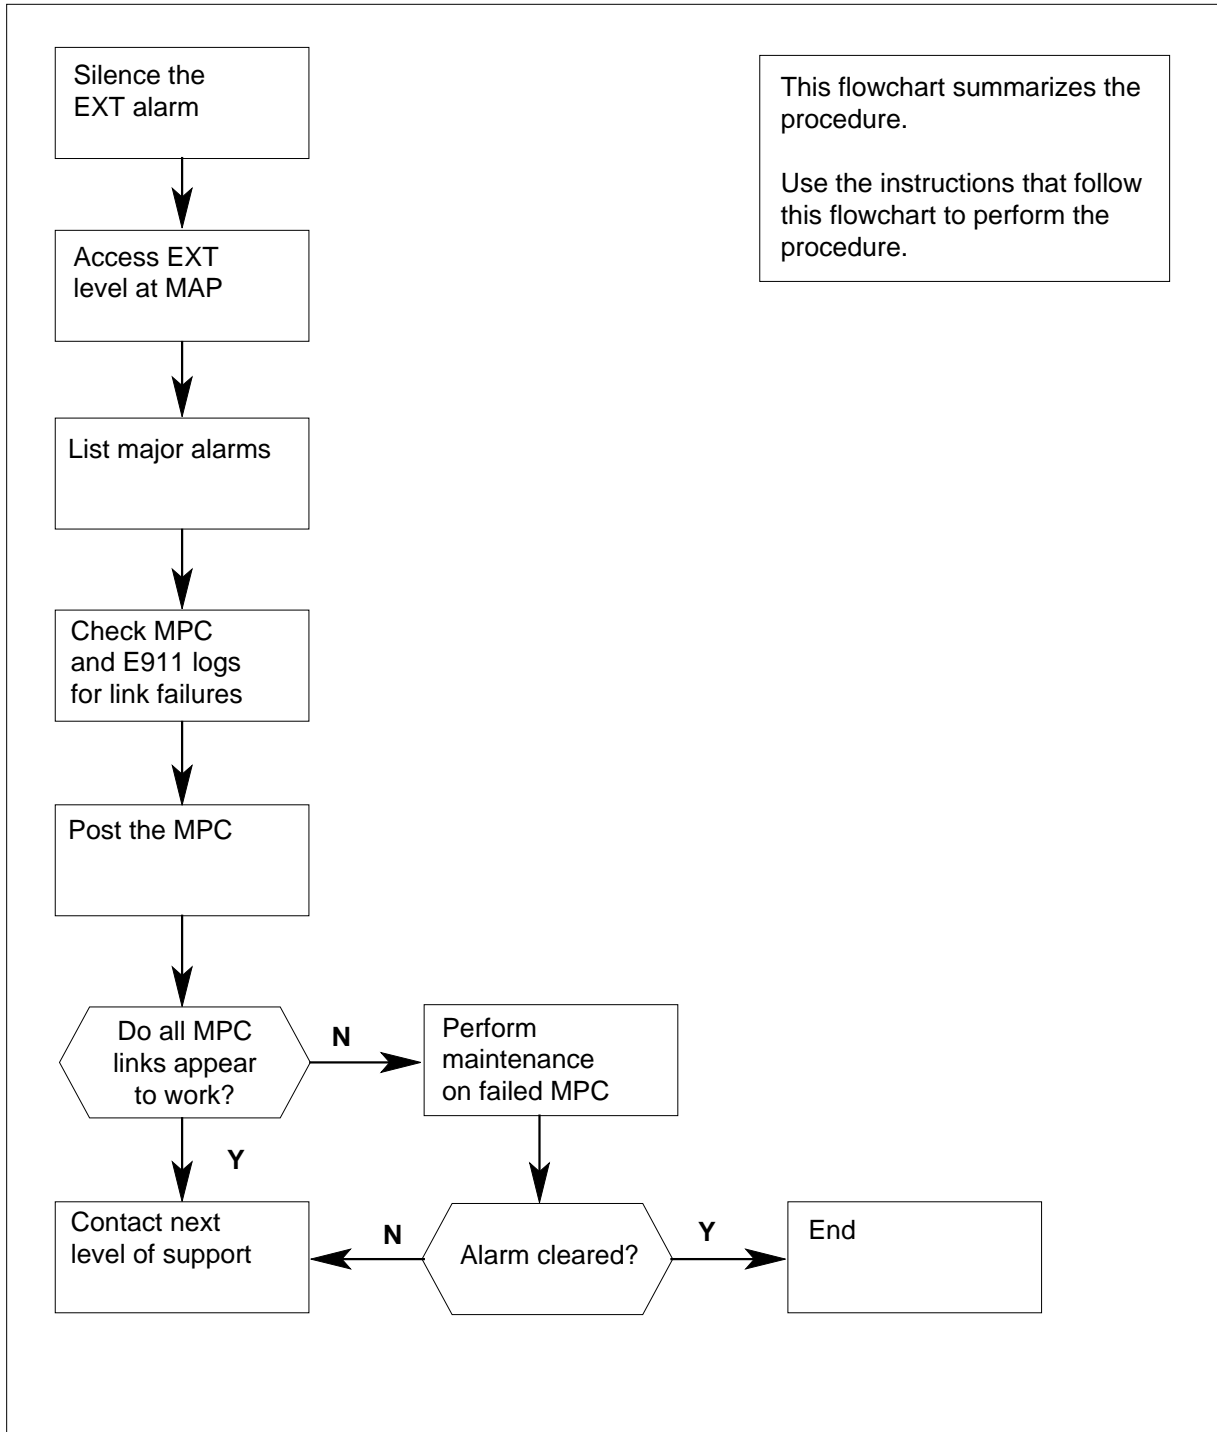 Silence the
EXT alarm
This flowchart summarizes the
procedure.
Use the instructions that follow
this flowchart to perform the
procedure.
Access EXT
level at MAP
List major alarms
Check MPC
and E911 logs
for link failures
Post the MPC
Do all MPC
links appear
to work?
N
Perform
maintenance
on failed MPC
Y
Contact next
level of support
N
Alarm cleared?
Y
End